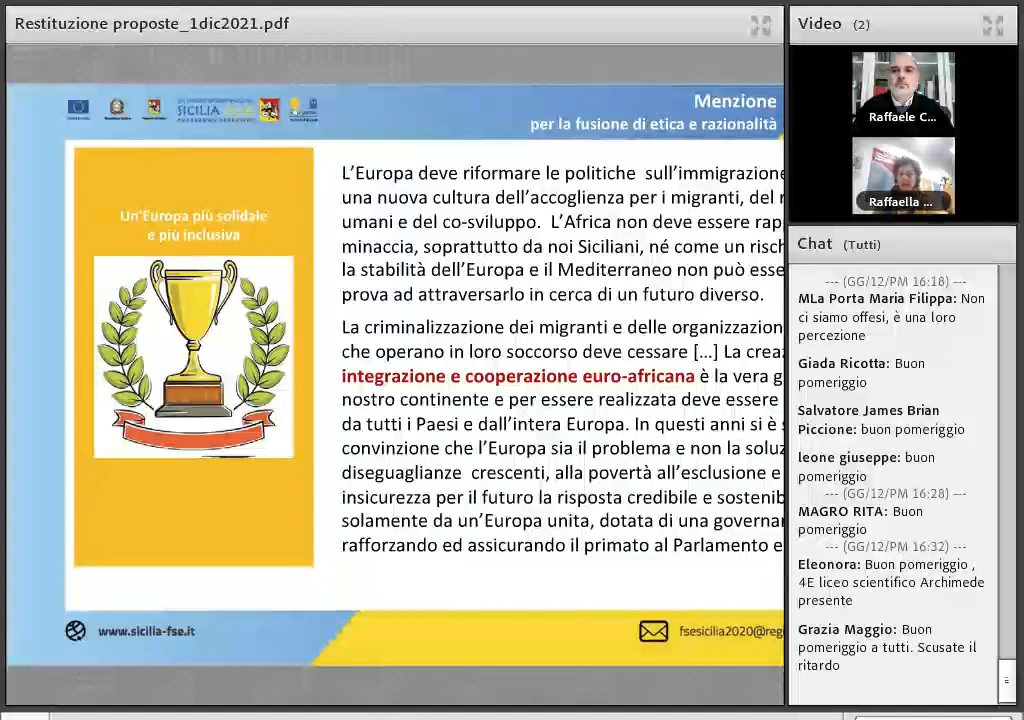 Restituzione proposte_1dic2021.pdf
SICILIA
Menzione
per la fusione di etica e razionalità
Un'Europa più solidale
e più inclusiva
L'Europa deve riformare le politiche sull'immigrazione
una nuova cultura dell'accoglienza per i migranti, del
umani e del co-sviluppo. L'Africa non deve essere rap
minaccia, soprattutto da noi Siciliani, né come un risch
la stabilità dell'Europa e il Mediterraneo non può esse
prova ad attraversarlo in cerca di un futuro diverso.
La criminalizzazione dei migranti e delle organizzazion
che operano in loro soccorso deve cessare [...] La crea
integrazione e cooperazione euro-africana è la vera g
nostro continente e per essere realizzata deve essere
da tutti i Paesi e dall'intera Europa. In questi anni si è
convinzione che l'Europa sia il problema e non la soluz
diseguaglianze crescenti, alla povertà all'esclusione e
insicurezza per il futuro la risposta credibile e sostenib
solamente da un'Europa unita, dotata di una governa
rafforzando ed assicurando il primato al Parlamento e
www.sicilia-fse.it
fsesicilia2020@reg
Video (2)
Raffaele C...
Raffaella ...
Chat (Tutti)
--- (GG/12/PM 16:18) ---
MLa Porta Maria Filippa: Non
ci siamo offesi, è una loro
percezione
Giada Ricotta: Buon
pomeriggio
Salvatore James Brian
Piccione: buon pomeriggio
leone giuseppe: buon
pomeriggio
--- (GG/12/PM 16:28) ---
MAGRO RITA: Buon
pomeriggio
--- (GG/12/PM 16:32) ---
Eleonora: Buon pomeriggio ,
4E liceo scientifico Archimede
presente
Grazia Maggio: Buon
pomeriggio a tutti. Scusate il
ritardo